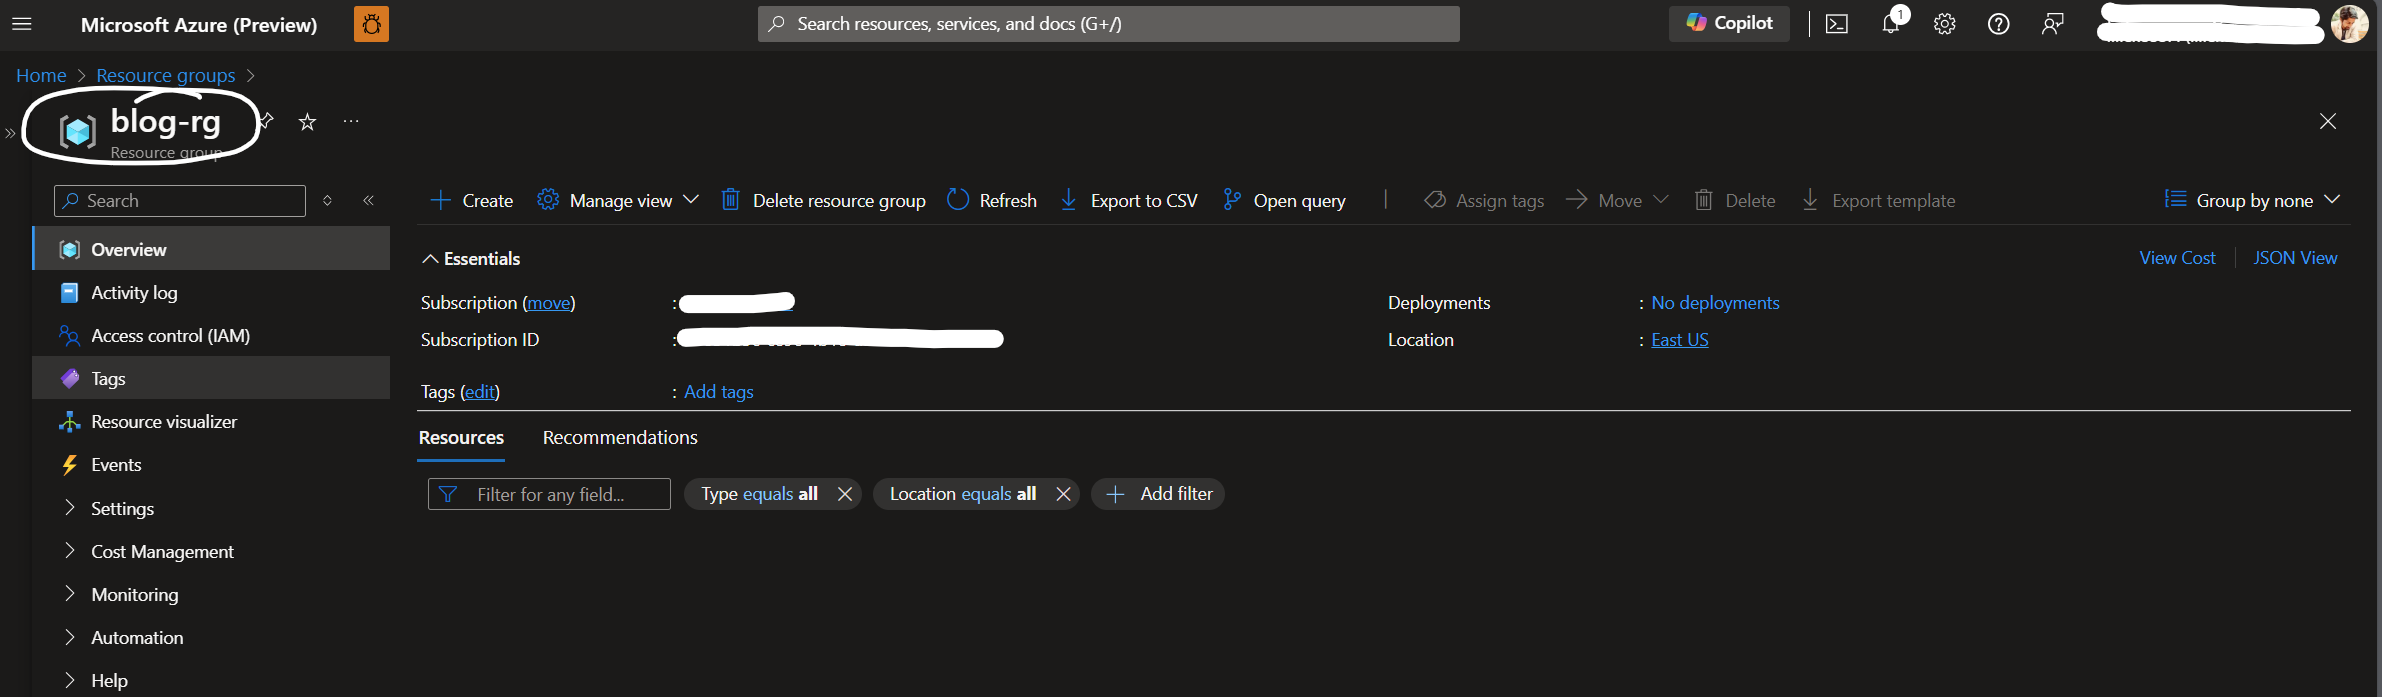 Microsoft Azure (Preview)
Search resources, services, and docs (G+/)
Copilot
1
Home > Resource groups >
blog-rg
Resource group
Search
Create
Manage view
Delete resource group
Refresh
Export to CSV
Open query
Assign tags
Move
Delete
Export template
Group by none
Overview
Activity log
Access control (IAM)
Tags
Resource visualizer
Events
Settings
Cost Management
Monitoring
Automation
Help
Essentials
View Cost
JSON View
Subscription (move) :
Subscription ID :
Deployments : No deployments
Location : East US
Tags (edit) : Add tags
Resources
Recommendations
Filter for any field...
Type equals all
Location equals all
Add filter